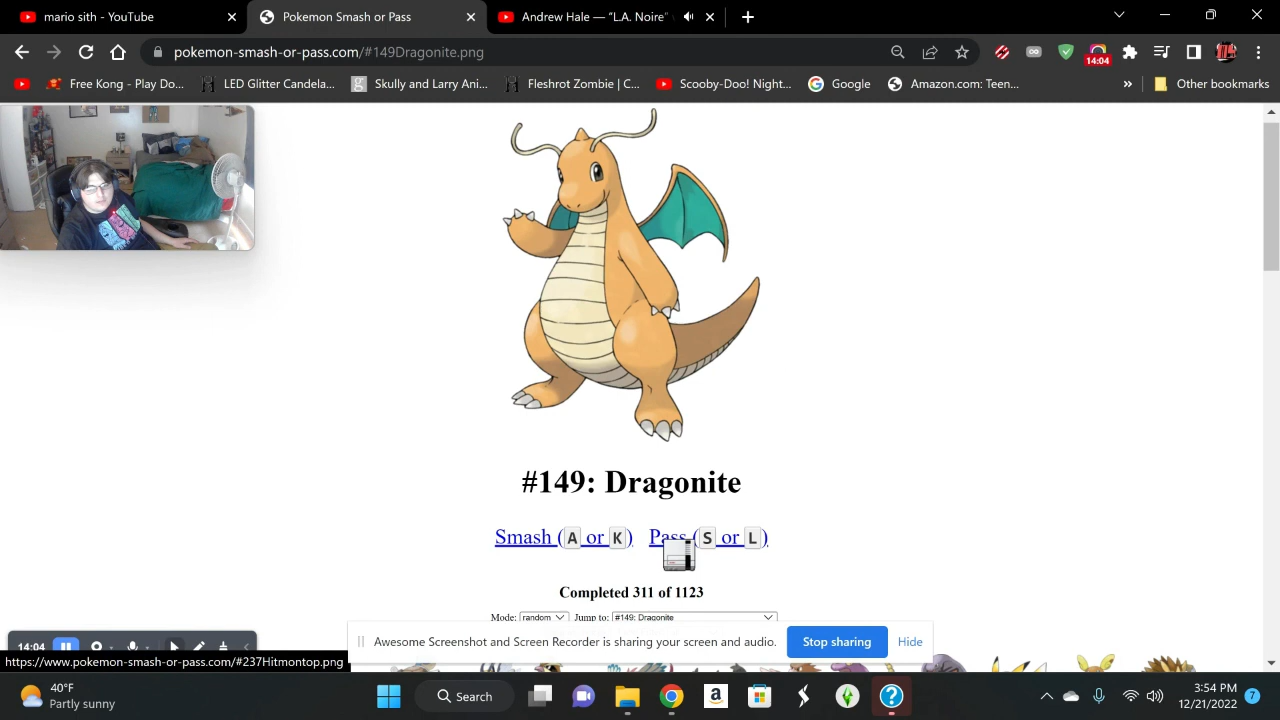 mario sith - YouTube
Pokemon Smash or Pass
Andrew Hale — "L.A. Noire"
pokemon-smash-or-pass.com/#149Dragonite.png
14:04
Free Kong - Play Do...
LED Glitter Candela...
Skully and Larry Ani...
Fleshrot Zombie | C...
Scooby-Doo! Night...
Google
Amazon.com: Teen...
»
Other bookmarks
#149: Dragonite
Smash (A or K) Pass (S or L)
Completed 311 of 1123
Mode: random Jump to: #149: Dragonite
14:04
Awesome Screenshot and Screen Recorder is sharing your screen and audio.
Stop sharing
Hide
https://www.pokemon-smash-or-pass.com/#237Hitmontop.png
40°F
Partly sunny
Search
3:54 PM
12/21/2022
7